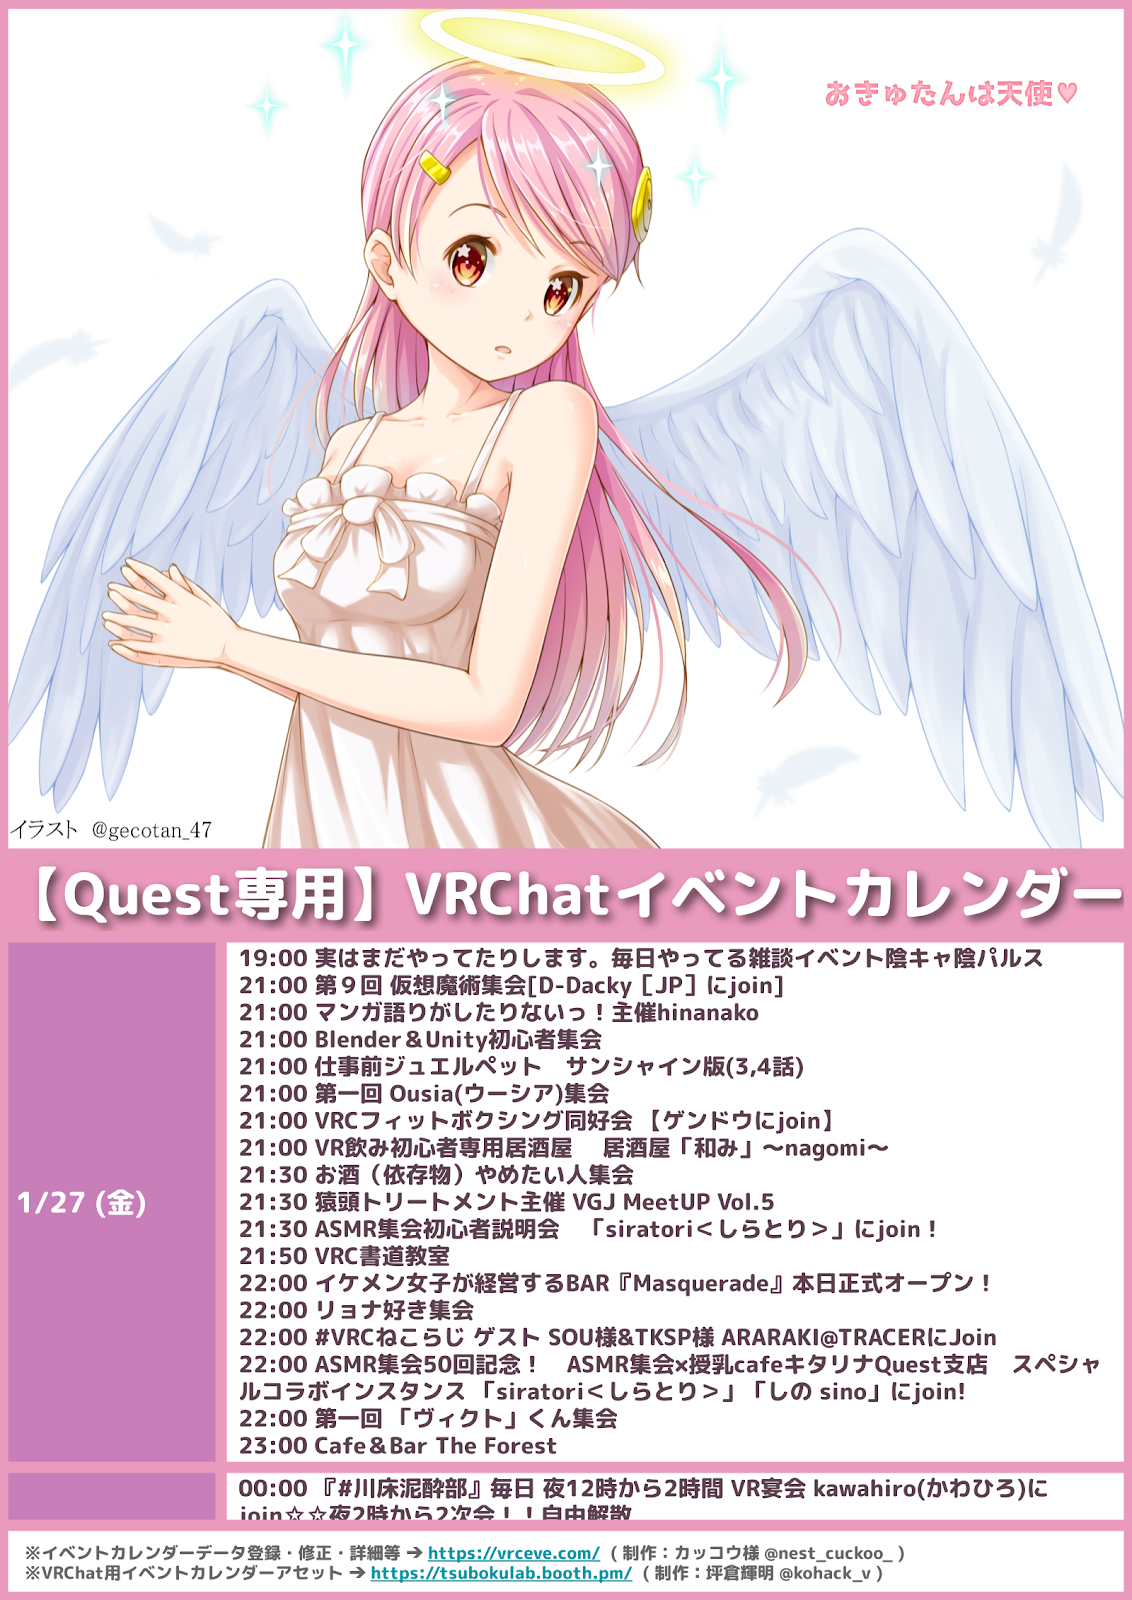 おきゅたんは天使♥
イラスト @gecotan_47
【Quest専用】VRChatイベントカレンダー
1/27 (金)
19:00 実はまだやってたりします。毎日やってる雑談イベント陰キャ陰パルス
21:00 第９回 仮想魔術集会[D-Dacky［JP］にjoin]
21:00 マンガ語りがしたりないっ！主催hinanako
21:00 Blender＆Unity初心者集会
21:00 仕事前ジュエルペット　サンシャイン版(3,4話)
21:00 第一回 Ousia(ウーシア)集会
21:00 VRCフィットボクシング同好会 【ゲンドウにjoin】
21:00 VR飲み初心者専用居酒屋　居酒屋「和み」～nagomi～
21:30 お酒（依存物）やめたい人集会
21:30 猿頭トリートメント主催 VGJ MeetUP Vol.5
21:30 ASMR集会初心者説明会　「siratori＜しらとり＞」にjoin！
21:50 VRC書道教室
22:00 イケメン女子が経営するBAR『Masquerade』本日正式オープン！
22:00 リョナ好き集会
22:00 #VRCねこらじ ゲスト SOU様&TKSP様 ARARAKI@TRACERにJoin
22:00 ASMR集会50回記念！　ASMR集会×授乳cafeキタリナQuest支店　スペシャ
ルコラボインスタンス 「siratori＜しらとり＞」「しの sino」にjoin!
22:00 第一回 「ヴィクト」くん集会
23:00 Cafe＆Bar The Forest
00:00 『#川床泥酔部』毎日 夜12時から2時間 VR宴会 kawahiro(かわひろ)に
join☆☆夜2時から2次会！！自由解散
※イベントカレンダーデータ登録・修正・詳細等 ➔ https://vrceve.com/ （制作：カッコウ様 @nest_cuckoo_ ）
※VRChat用イベントカレンダーアセット ➔ https://tsubokulab.booth.pm/ （制作：坪倉輝明 @kohack_v ）